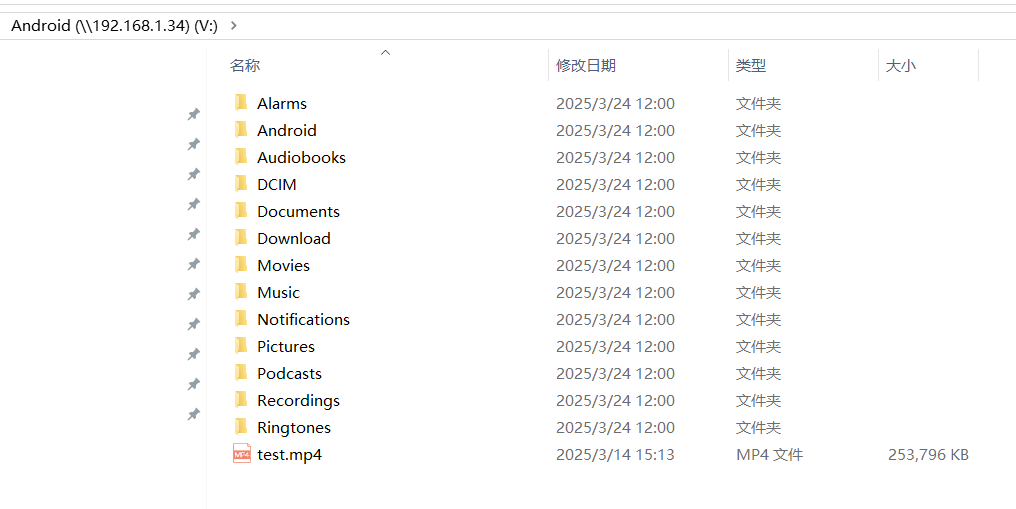 Android (\\192.168.1.34) (V:) >
名称 修改日期 类型 大小
Alarms 2025/3/24 12:00 文件夹
Android 2025/3/24 12:00 文件夹
Audiobooks 2025/3/24 12:00 文件夹
DCIM 2025/3/24 12:00 文件夹
Documents 2025/3/24 12:00 文件夹
Download 2025/3/24 12:00 文件夹
Movies 2025/3/24 12:00 文件夹
Music 2025/3/24 12:00 文件夹
Notifications 2025/3/24 12:00 文件夹
Pictures 2025/3/24 12:00 文件夹
Podcasts 2025/3/24 12:00 文件夹
Recordings 2025/3/24 12:00 文件夹
Ringtones 2025/3/24 12:00 文件夹
MP4 test.mp4 2025/3/14 15:13 MP4 文件 253,796 KB